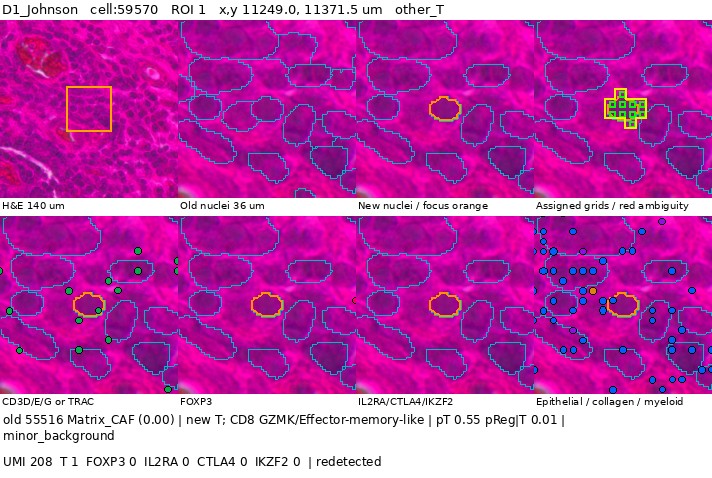 D1_Johnson cell:59570 ROI 1 x,y 11249.0, 11371.5 um other_T
H&E 140 um
Old nuclei 36 um
New nuclei / focus orange
Assigned grids / red ambiguity
CD3D/E/G or TRAC
FOXP3
IL2RA/CTLA4/IKZF2
Epithelial / collagen / myeloid
old 55516 Matrix_CAF (0.00) | new T; CD8 GZMK/Effector-memory-like | pT 0.55 pReg|T 0.01 |
minor_background
UMI 208 T 1 FOXP3 0 IL2RA 0 CTLA4 0 IKZF2 0 | redetected